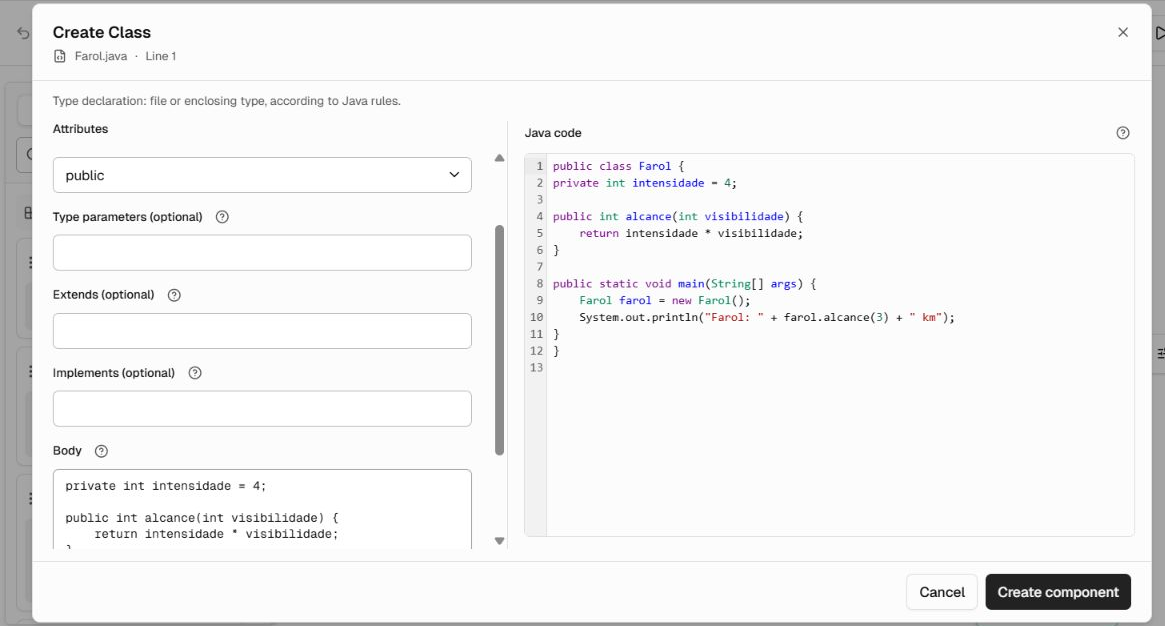 Create Class
Farol.java · Line 1
Type declaration: file or enclosing type, according to Java rules.
Attributes
public
Type parameters (optional)
Extends (optional)
Implements (optional)
Body
private int intensidade = 4;
public int alcance(int visibilidade) {
return intensidade * visibilidade;
}
Java code
1 public class Farol {
2 private int intensidade = 4;
3
4 public int alcance(int visibilidade) {
5     return intensidade * visibilidade;
6 }
7
8 public static void main(String[] args) {
9     Farol farol = new Farol();
10     System.out.println("Farol: " + farol.alcance(3) + " km");
11 }
12 }
13
Cancel
Create component